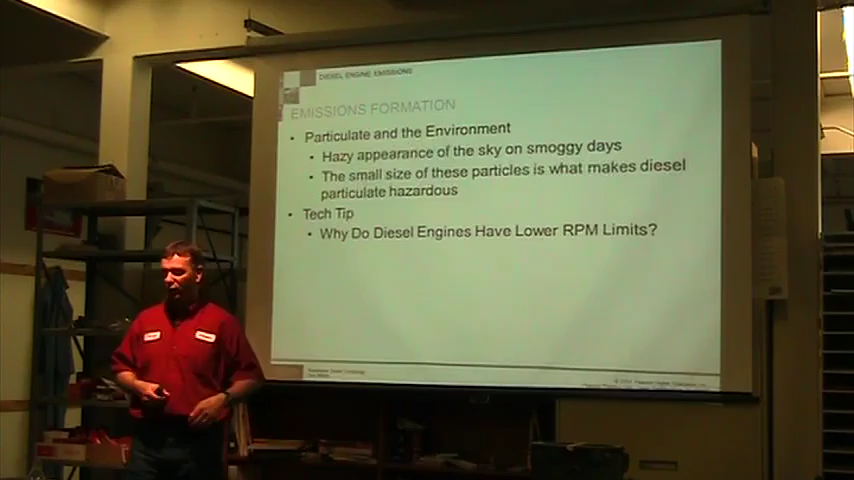 DIESEL ENGINE EMISSIONS
EMISSIONS FORMATION
• Particulate and the Environment
• Hazy appearance of the sky on smoggy days
• The small size of these particles is what makes diesel
particulate hazardous
• Tech Tip
• Why Do Diesel Engines Have Lower RPM Limits?